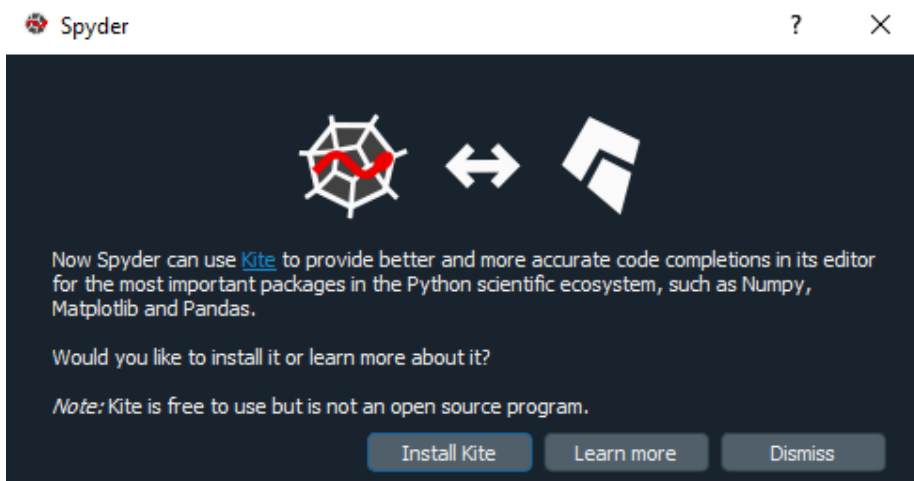 Spyder
?
Now Spyder can use Kite to provide better and more accurate code completions in its editor
for the most important packages in the Python scientific ecosystem, such as Numpy,
Matplotlib and Pandas.
Would you like to install it or learn more about it?
Note: Kite is free to use but is not an open source program.
Install Kite
Learn more
Dismiss